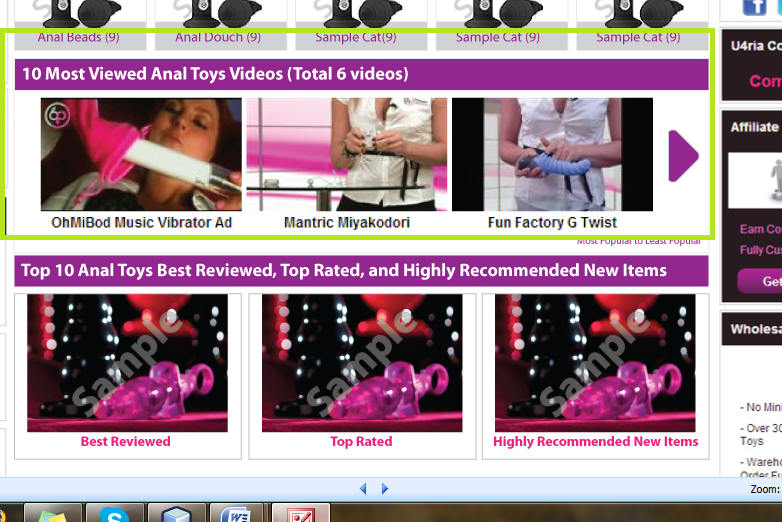 Anal Beads (9)
Anal Douch (9)
Sample Cat(9)
Sample Cat (9)
Sample Cat (9)
10 Most Viewed Anal Toys Videos (Total 6 videos)
OhMiBod Music Vibrator Ad
Mantric Miyakodori
Fun Factory G Twist
Most Popular to Least Popular
Top 10 Anal Toys Best Reviewed, Top Rated, and Highly Recommended New Items
Sample
Sample
Sample
Best Reviewed
Top Rated
Highly Recommended New Items
U4ria Co
Com
Affiliate
Earn Co
Fully Cus
Get
Wholesa
- No Mini
- Over 30
Toys
- Wareho
Order Fu
Zoom: